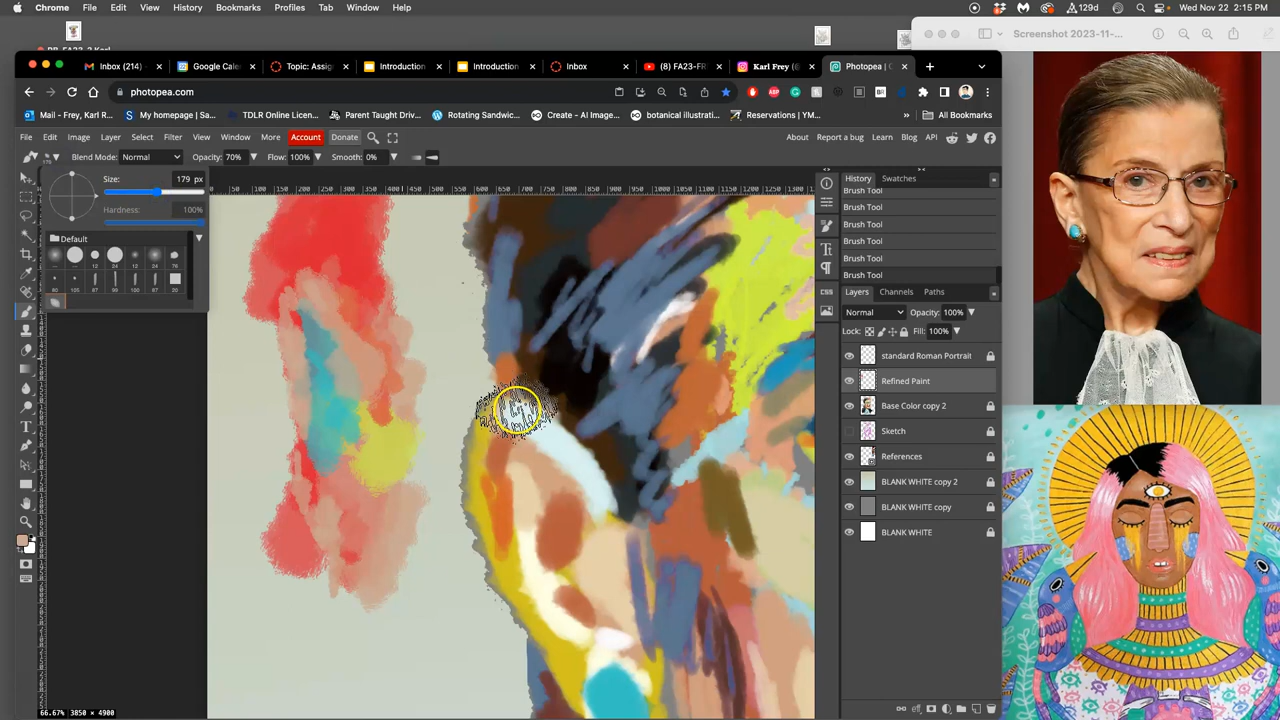 Chrome File Edit View History Bookmarks Profiles Tab Window Help
129d Wed Nov 22 2:15 PM
Screenshot 2023-11-...
Inbox (214)
Google Cale
Topic: Assig
Introduction
Introduction
Inbox
(8) FA23-FR
Karl Frey (
Photopea |
photopea.com
Mail - Frey, Karl R...
My homepage | Sa...
TDLR Online Licen...
Parent Taught Driv...
Rotating Sandwic...
Create – AI Image...
botanical illustrati...
Reservations | YM...
All Bookmarks
File Edit Image Layer Select Filter View Window More Account Donate
About Report a bug Learn Blog API
Blend Mode: Normal Opacity: 70% Flow: 100% Smooth: 0%
Size: 179 px
Hardness: 100%
Default
History Swatches
Brush Tool
Brush Tool
Brush Tool
Brush Tool
Brush Tool
Brush Tool
Layers Channels Paths
Normal Opacity: 100%
Lock: Fill: 100%
standard Roman Portrait
Refined Paint
Base Color copy 2
Sketch
References
BLANK WHITE copy 2
BLANK WHITE copy
BLANK WHITE
CSS
66.67% 3850 × 4900